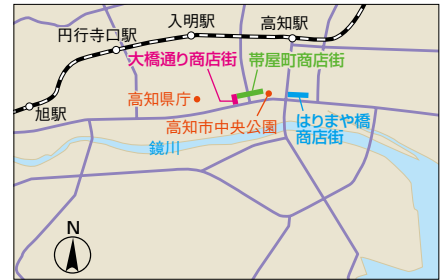 入明駅
高知駅
円行寺口駅
大橋通り商店街
帯屋町商店街
旭駅
高知県庁
高知市中央公園
はりまや橋
商店街
鏡川
N